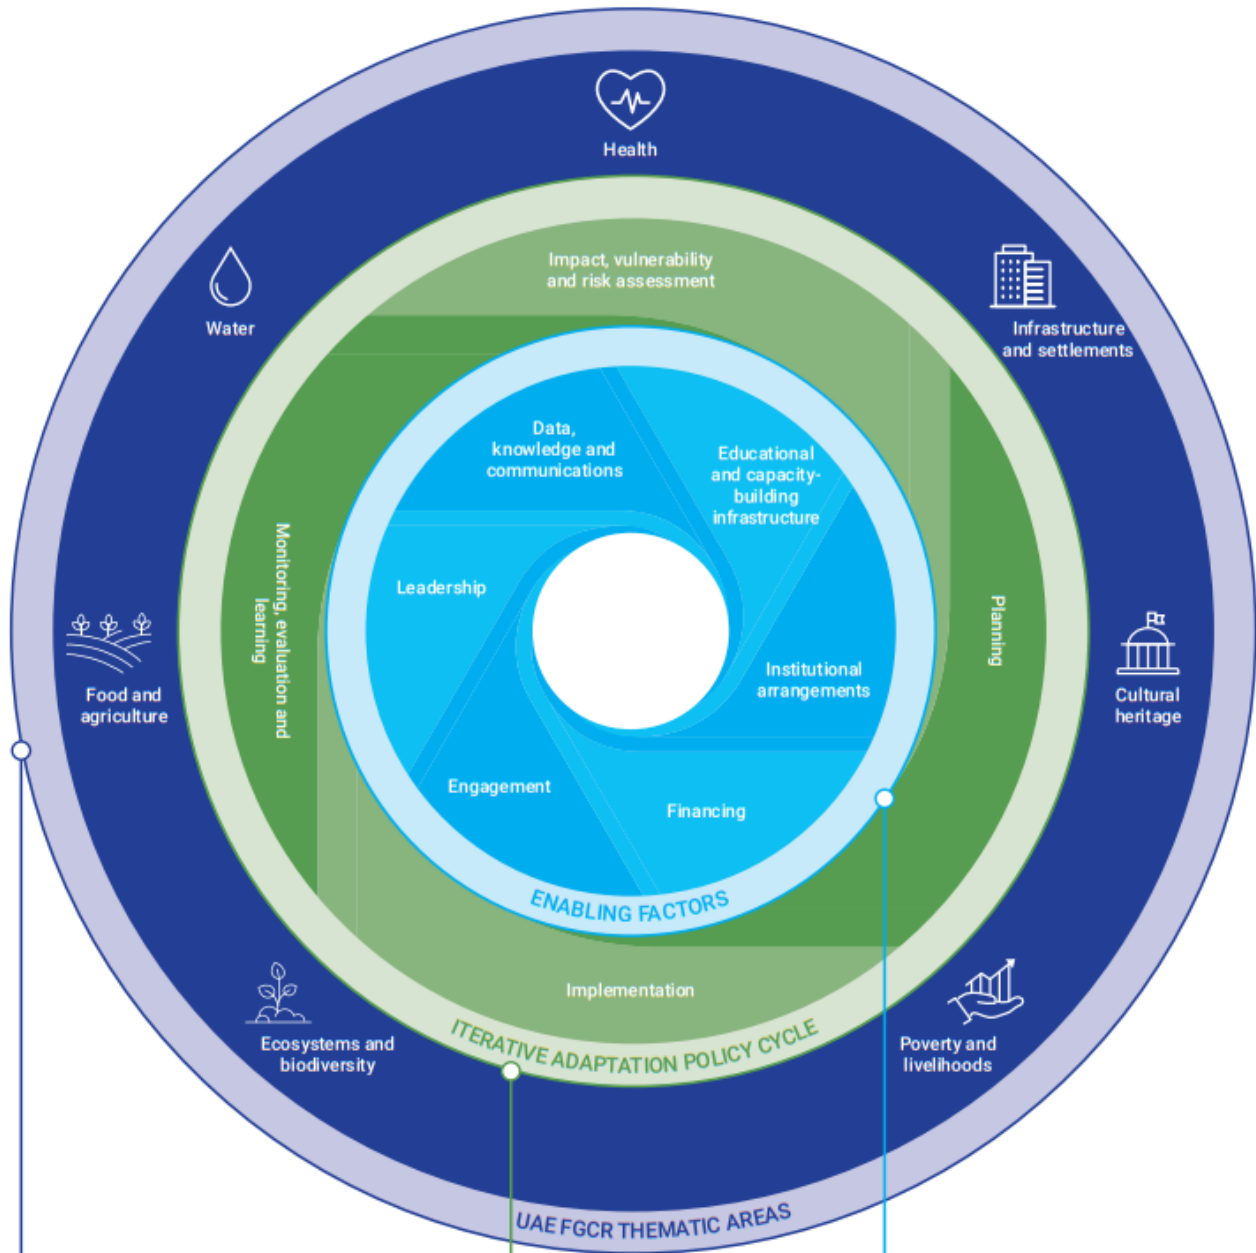 Health
Water
Infrastructure
and settlements
Food and
agriculture
Cultural
heritage
Ecosystems and
biodiversity
Poverty and
livelihoods
UAE FGCR THEMATIC AREAS
Impact, vulnerability
and risk assessment
Monitoring, evaluation and
learning
Planning
Implementation
ITERATIVE ADAPTATION POLICY CYCLE
Data,
knowledge and
communications
Educational
and capacity-
building
infrastructure
Leadership
Institutional
arrangements
Engagement
Financing
ENABLING FACTORS